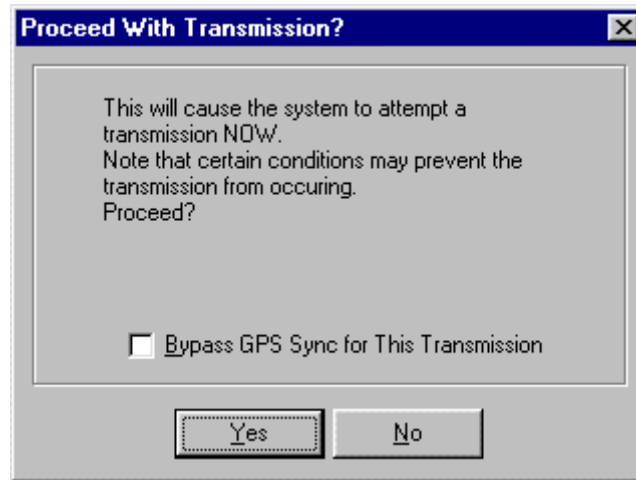 Proceed With Transmission?
This will cause the system to attempt a
transmission NOW.
Note that certain conditions may prevent the
transmission from occuring.
Proceed?
Bypass GPS Sync for This Transmission
Yes
No